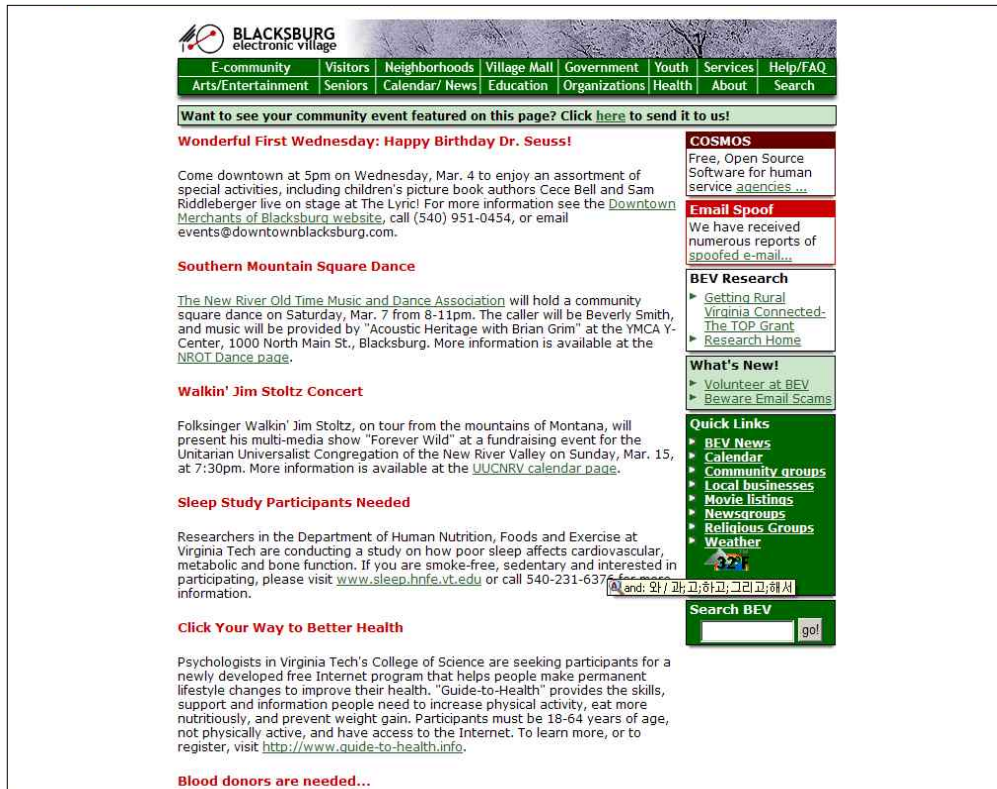 BLACKSBURG
electronic village
E-community Visitors Neighborhoods Village Mall Government Youth Services Help/FAQ
Arts/Entertainment Seniors Calendar/ News Education Organizations Health About Search
Want to see your community event featured on this page? Click here to send it to us!
Wonderful First Wednesday: Happy Birthday Dr. Seuss!
Come downtown at 5pm on Wednesday, Mar. 4 to enjoy an assortment of
special activities, including children's picture book authors Cece Bell and Sam
Riddleberger live on stage at The Lyric! For more information see the Downtown
Merchants of Blacksburg website, call (540) 951-0454, or email
events@downtownblacksburg.com.
Southern Mountain Square Dance
The New River Old Time Music and Dance Association will hold a community
square dance on Saturday, Mar. 7 from 8-11pm. The caller will be Beverly Smith,
and music will be provided by "Acoustic Heritage with Brian Grim" at the YMCA Y-
Center, 1000 North Main St., Blacksburg. More information is available at the
NROT Dance page.
Walkin' Jim Stoltz Concert
Folksinger Walkin' Jim Stoltz, on tour from the mountains of Montana, will
present his multi-media show "Forever Wild" at a fundraising event for the
Unitarian Universalist Congregation of the New River Valley on Sunday, Mar. 15,
at 7:30pm. More information is available at the UUCNRV calendar page.
Sleep Study Participants Needed
Researchers in the Department of Human Nutrition, Foods and Exercise at
Virginia Tech are conducting a study on how poor sleep affects cardiovascular,
metabolic and bone function. If you are smoke-free, sedentary and interested in
participating, please visit www.sleep.hnfe.vt.edu or call 540-231-6376 for more
information.
and: 와 / 과;고;하고;그리고;해서
Click Your Way to Better Health
Psychologists in Virginia Tech's College of Science are seeking participants for a
newly developed free Internet program that helps people make permanent
lifestyle changes to improve their health. "Guide-to-Health" provides the skills,
support and information people need to increase physical activity, eat more
nutritiously, and prevent weight gain. Participants must be 18-64 years of age,
not physically active, and have access to the Internet. To learn more, or to
register, visit http://www.guide-to-health.info.
Blood donors are needed...
COSMOS
Free, Open Source
Software for human
service agencies ...
Email Spoof
We have received
numerous reports of
spoofed e-mail...
BEV Research
Getting Rural
Virginia Connected-
The TOP Grant
Research Home
What's New!
Volunteer at BEV
Beware Email Scams
Quick Links
BEV News
Calendar
Community groups
Local businesses
Movie listings
Newsgroups
Religious Groups
Weather
32°F
Search BEV
go!